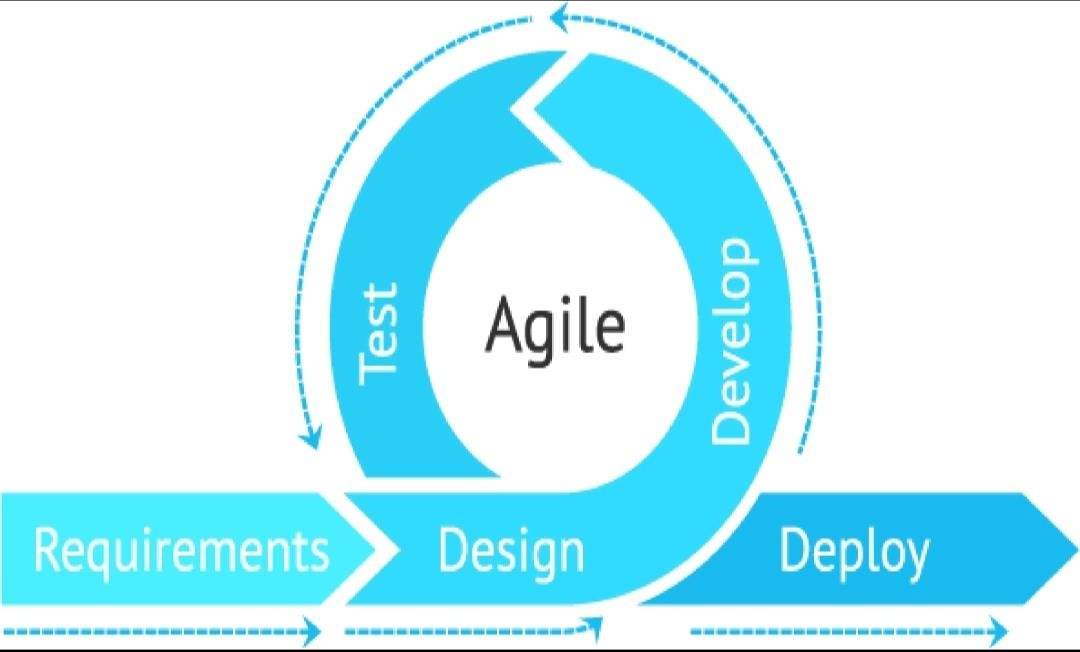 Agile
Test
Develop
Requirements
Design
Deploy